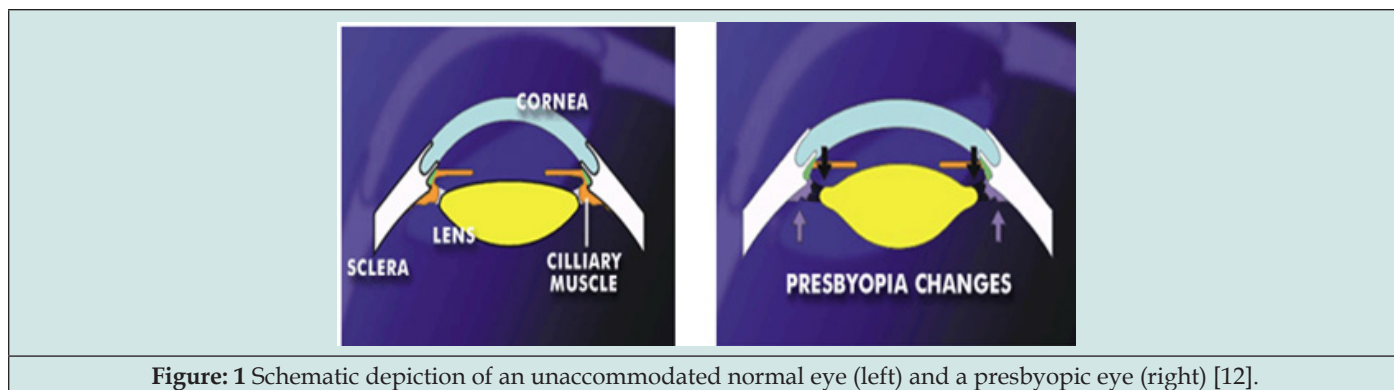 CORNEA
LENS
SCLERA
CILLIARY
MUSCLE
PRESBYOPIA CHANGES
Figure: 1 Schematic depiction of an unaccommodated normal eye (left) and a presbyopic eye (right) [12].